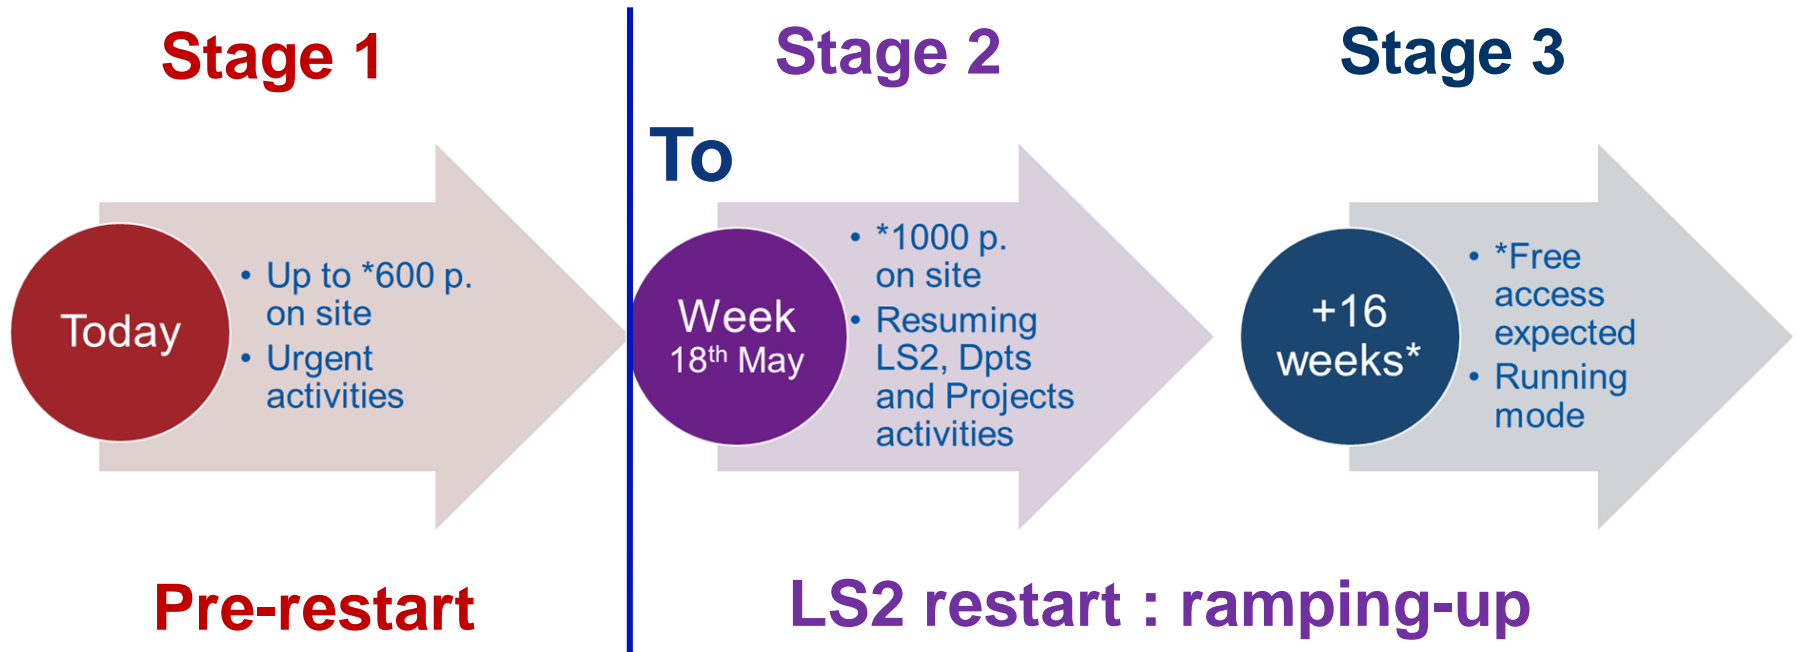 Stage 1
Today
• Up to *600 p.
on site
• Urgent
activities
Pre-restart
Stage 2
To
Week
18th May
• *1000 p.
on site
• Resuming
LS2, Dpts
and Projects
activities
Stage 3
+16
weeks*
• *Free
access
expected
• Running
mode
LS2 restart : ramping-up